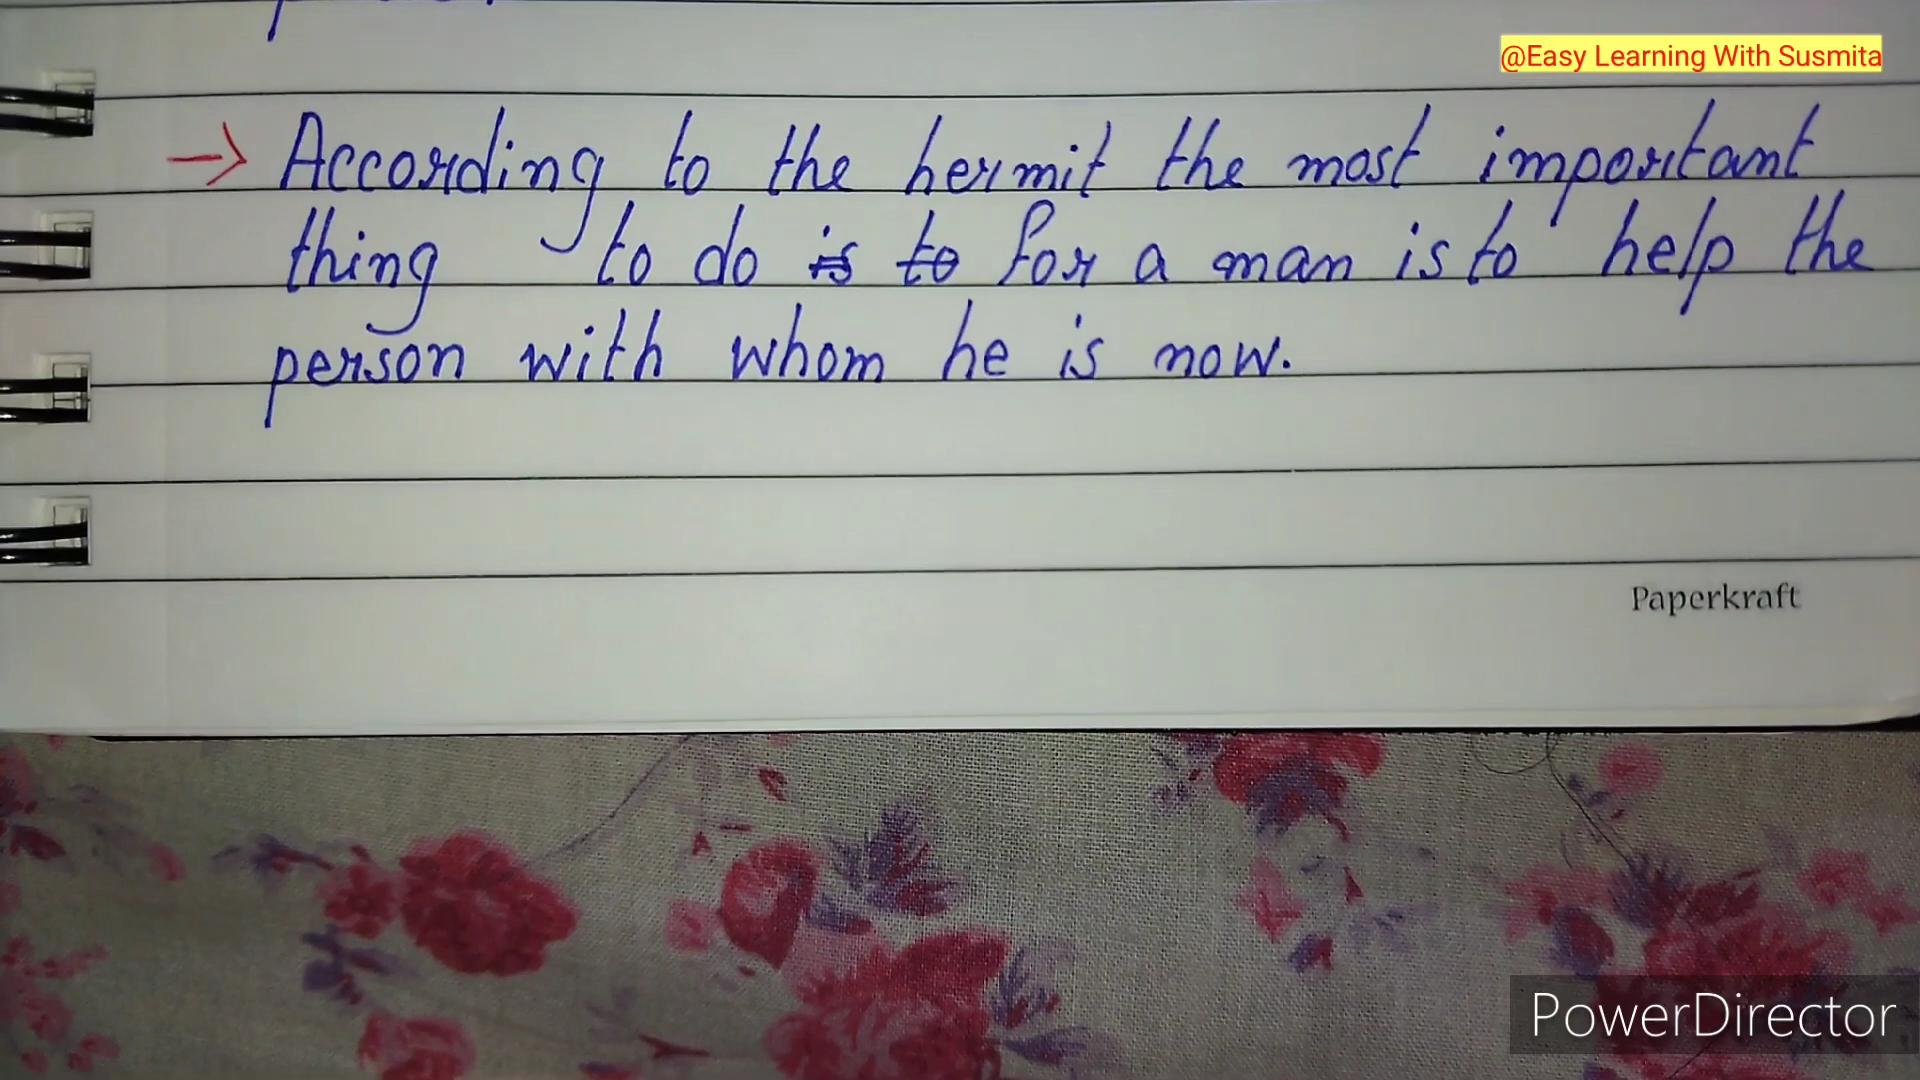 @Easy Learning With Susmita
→ According to the hermit the most important
thing to do is to for a man is to help the
person with whom he is now.
Paperkraft
PowerDirector